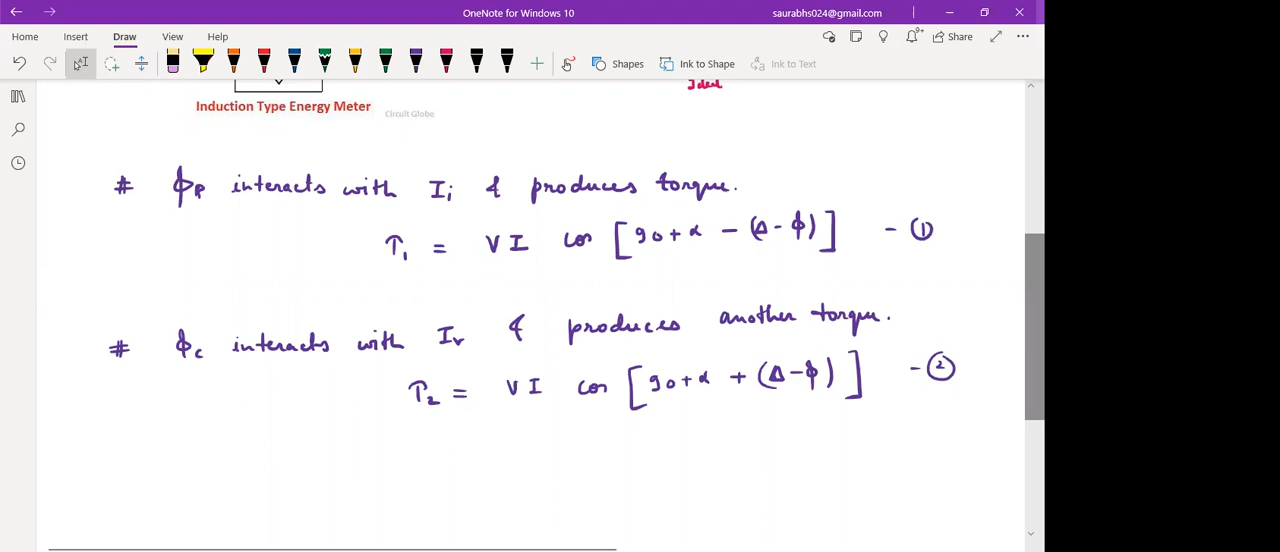 OneNote for Windows 10
saurabhs024@gmail.com
Home Insert Draw View Help
Share
Shapes Ink to Shape Ink to Text
Ideal
Induction Type Energy Meter
Circuit Globe
# ϕP interacts with Ii & produces torque.
T1 = VI cos [90+α - (Δ-ϕ)] - ①
# ϕc interacts with Iv & produces another torque.
T2 = VI cos [90+α + (Δ-ϕ)] - ②